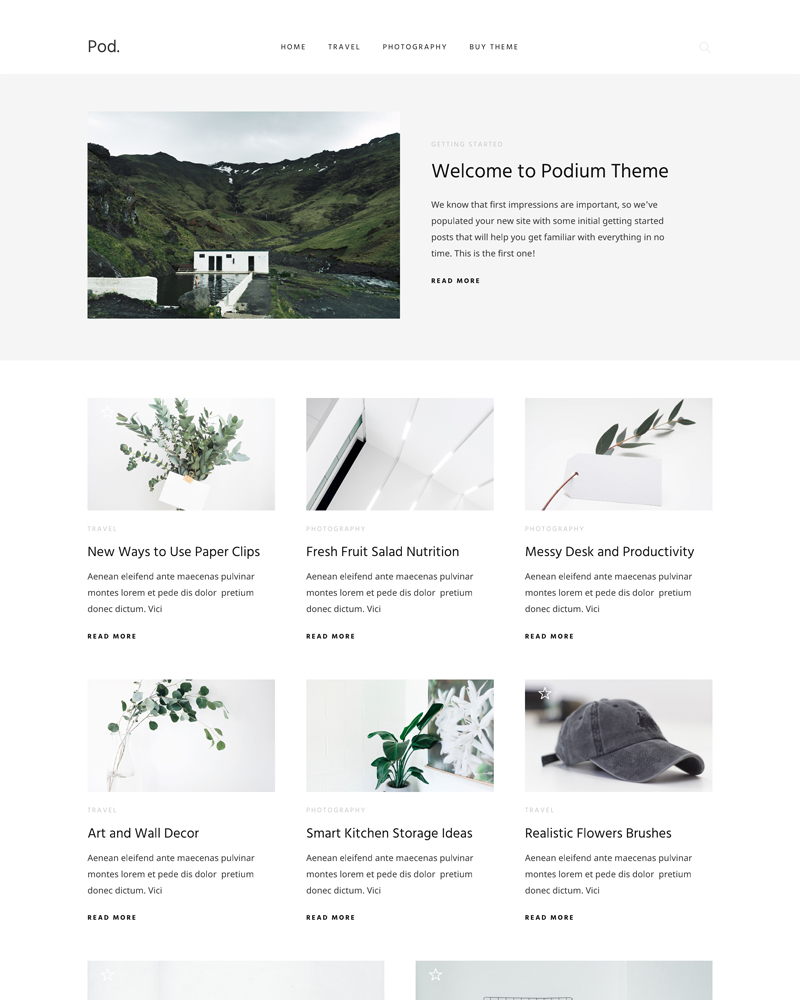 Pod.
HOME TRAVEL PHOTOGRAPHY BUY THEME
GETTING STARTED
Welcome to Podium Theme
We know that first impressions are important, so we've
populated your new site with some initial getting started
posts that will help you get familiar with everything in no
time. This is the first one!
READ MORE
TRAVEL
New Ways to Use Paper Clips
Aenean eleifend ante maecenas pulvinar
montes lorem et pede dis dolor pretium
donec dictum. Vici
READ MORE
PHOTOGRAPHY
Fresh Fruit Salad Nutrition
Aenean eleifend ante maecenas pulvinar
montes lorem et pede dis dolor pretium
donec dictum. Vici
READ MORE
PHOTOGRAPHY
Messy Desk and Productivity
Aenean eleifend ante maecenas pulvinar
montes lorem et pede dis dolor pretium
donec dictum. Vici
READ MORE
TRAVEL
Art and Wall Decor
Aenean eleifend ante maecenas pulvinar
montes lorem et pede dis dolor pretium
donec dictum. Vici
READ MORE
PHOTOGRAPHY
Smart Kitchen Storage Ideas
Aenean eleifend ante maecenas pulvinar
montes lorem et pede dis dolor pretium
donec dictum. Vici
READ MORE
TRAVEL
Realistic Flowers Brushes
Aenean eleifend ante maecenas pulvinar
montes lorem et pede dis dolor pretium
donec dictum. Vici
READ MORE